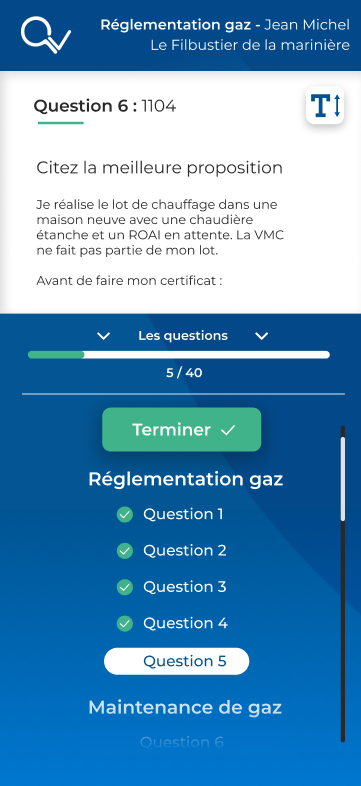 Réglementation gaz - Jean Michel
Le Filbustier de la marinière
Question 6 : 1104
T
Citez la meilleure proposition
Je réalise le lot de chauffage dans une
maison neuve avec une chaudière
étanche et un ROAI en attente. La VMC
ne fait pas partie de mon lot.
Avant de faire mon certificat :
Les questions
5 / 40
Terminer
Réglementation gaz
Question 1
Question 2
Question 3
Question 4
Question 5
Maintenance de gaz
Question 6